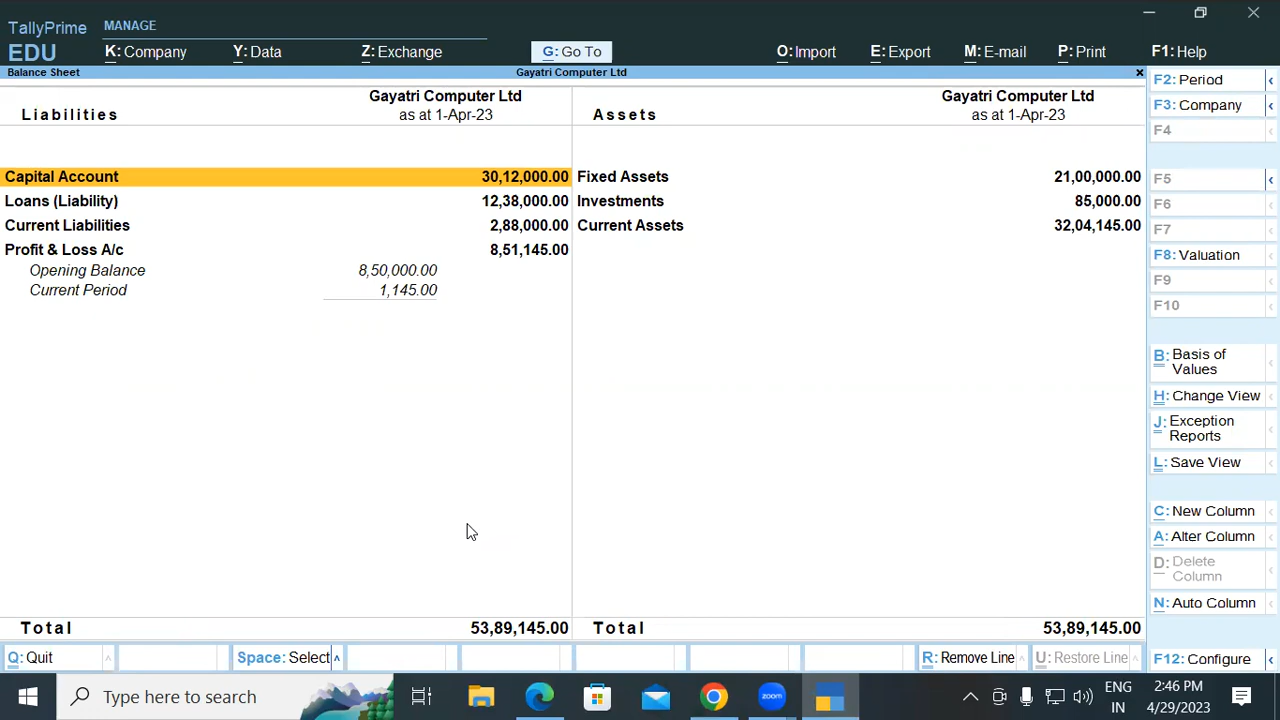 TallyPrime
EDU
MANAGE
K: Company
Y: Data
Z: Exchange
G: Go To
O: Import
E: Export
M: E-mail
P: Print
F1: Help
Balance Sheet
Gayatri Computer Ltd
×
Liabilities
Gayatri Computer Ltd
as at 1-Apr-23
Assets
Gayatri Computer Ltd
as at 1-Apr-23
Capital Account 30,12,000.00
Loans (Liability) 12,38,000.00
Current Liabilities 2,88,000.00
Profit & Loss A/c 8,51,145.00
Opening Balance 8,50,000.00
Current Period 1,145.00
Fixed Assets 21,00,000.00
Investments 85,000.00
Current Assets 32,04,145.00
Total 53,89,145.00
Total 53,89,145.00
F2: Period
F3: Company
F4
F5
F6
F7
F8: Valuation
F9
F10
B: Basis of
Values
H: Change View
J: Exception
Reports
L: Save View
C: New Column
A: Alter Column
D: Delete
Column
N: Auto Column
F12: Configure
Q: Quit
Space: Select
R: Remove Line
U: Restore Line
Type here to search
zoom
ENG
IN
2:46 PM
4/29/2023